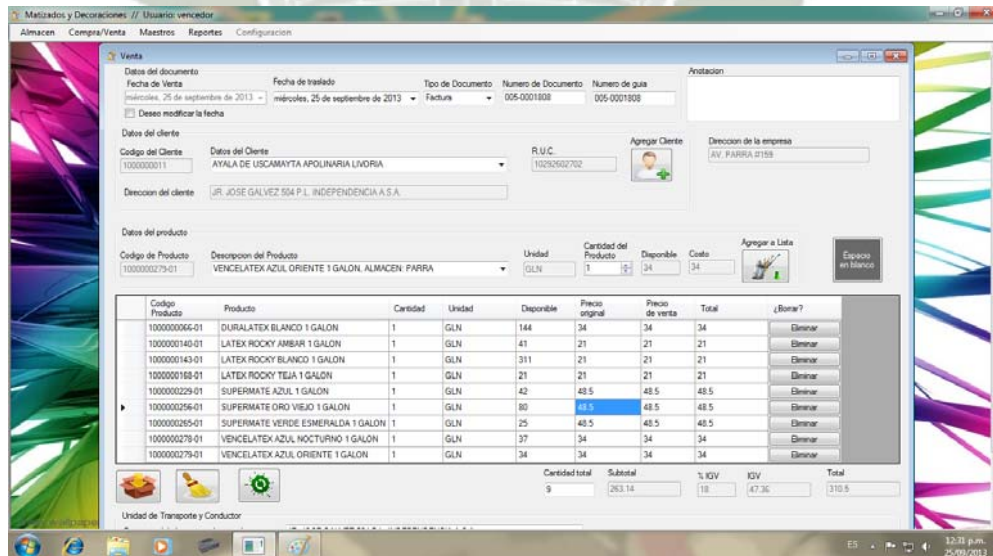 Matizados y Decoraciones // Usuario: vencedor
Almacen Compra/Venta Maestros Reportes Configuracion
Venta
Datos del documento
Fecha de Venta Fecha de traslado Tipo de Documento Numero de Documento Numero de guia Anotacion
miércoles, 25 de septiembre de 2013 miércoles, 25 de septiembre de 2013 Factura 005-0001808 005-0001808
Deseo modificar la fecha
Datos del cliente
Codigo del Cliente Datos del Cliente R.U.C. Agregar Cliente Direccion de la empresa
1000000011 AYALA DE USCAMAYTA APOLINARIA LIVORIA 10292602702 AV. PARRA #159
Direccion del cliente JR. JOSE GALVEZ 504 P.L. INDEPENDENCIA A.S.A.
Datos del producto
Codigo de Producto Descripcion del Producto Unidad Cantidad del Producto Disponible Costo Agregar a Lista Espacio en blanco
1000000279-01 VENCELATEX AZUL ORIENTE 1 GALON. ALMACEN: PARRA GLN 1 34 34
Codigo Producto Producto Cantidad Unidad Disponible Precio original Precio de venta Total ¿Borrar?
1000000066-01 DURALATEX BLANCO 1 GALON 1 GLN 144 34 34 34 Eliminar
1000000140-01 LATEX ROCKY AMBAR 1 GALON 1 GLN 41 21 21 21 Eliminar
1000000143-01 LATEX ROCKY BLANCO 1 GALON 1 GLN 311 21 21 21 Eliminar
1000000168-01 LATEX ROCKY TEJA 1 GALON 1 GLN 21 21 21 21 Eliminar
1000000229-01 SUPERMATE AZUL 1 GALON 1 GLN 42 48.5 48.5 48.5 Eliminar
1000000256-01 SUPERMATE ORO VIEJO 1 GALON 1 GLN 80 48.5 48.5 48.5 Eliminar
1000000265-01 SUPERMATE VERDE ESMERALDA 1 GALON 1 GLN 25 48.5 48.5 48.5 Eliminar
1000000278-01 VENCELATEX AZUL NOCTURNO 1 GALON 1 GLN 37 34 34 34 Eliminar
1000000279-01 VENCELATEX AZUL ORIENTE 1 GALON 1 GLN 34 34 34 34 Eliminar
Cantidad total Subtotal % IGV IGV Total
9 263.14 18 47.36 310.5
Unidad de Transporte y Conductor
ES 12:31 p.m.
25/09/2013